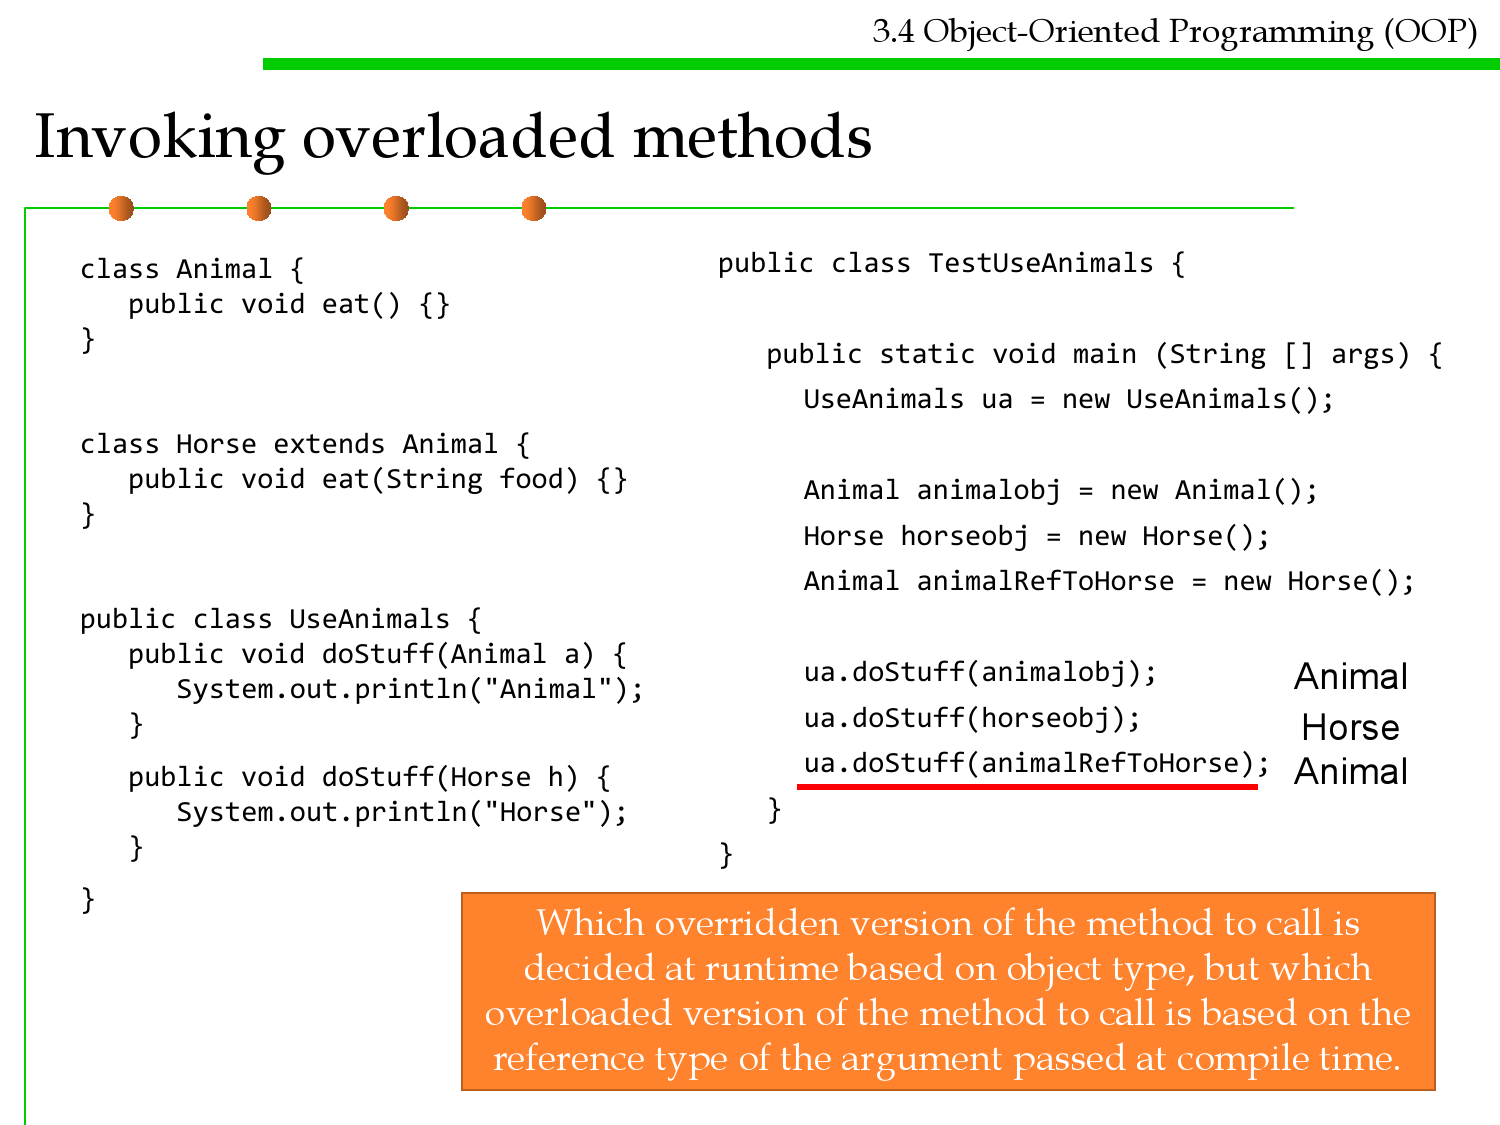 3.4 Object-Oriented Programming (OOP)
Invoking overloaded methods
class Animal {
public void eat() {}
}
class Horse extends Animal {
public void eat(String food) {}
}
public class UseAnimals {
public void doStuff(Animal a) {
System.out.println("Animal");
}
public void doStuff(Horse h) {
System.out.println("Horse");
}
}
public class TestUseAnimals {
public static void main (String [] args) {
UseAnimals ua = new UseAnimals();
Animal animalobj = new Animal();
Horse horseobj = new Horse();
Animal animalRefToHorse = new Horse();
ua.doStuff(animalobj); Animal
ua.doStuff(horseobj); Horse
ua.doStuff(animalRefToHorse); Animal
}
}
Which overridden version of the method to call is
decided at runtime based on object type, but which
overloaded version of the method to call is based on the
reference type of the argument passed at compile time.